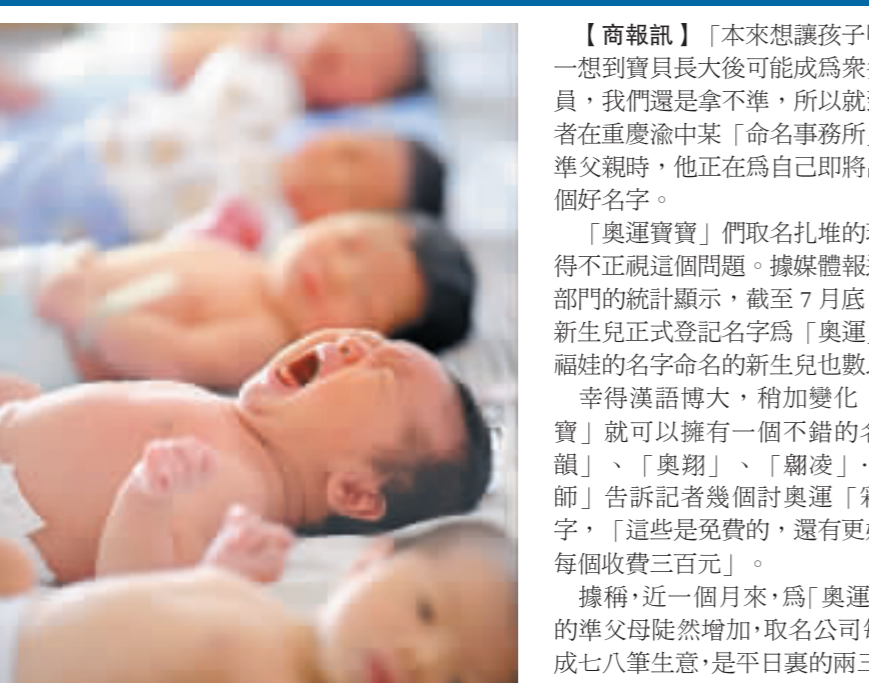 【商報訊】「本來想讓孩子
一想到寶貝長大後可能成爲衆
員，我們還是拿不準，所以就
者在重慶渝中某「命名事務所」
準父親時，他正在爲自己即將
個好名字。
「奧運寶寶」們取名扎堆的
得不正視這個問題。據媒體報
部門的統計顯示，截至 7 月底
新生兒正式登記名字爲「奧運」
福娃的名字命名的新生兒也數
幸得漢語博大，稍加變化
寶」就可以擁有一個不錯的名
韻」、「奧翔」、「翩凌」
師」告訴記者幾個討奧運「
字，「這些是免費的，還有更
每個收費三百元」。
據稱，近一個月來，爲「奧運
的準父母陡然增加，取名公司
成七八筆生意，是平日裏的兩